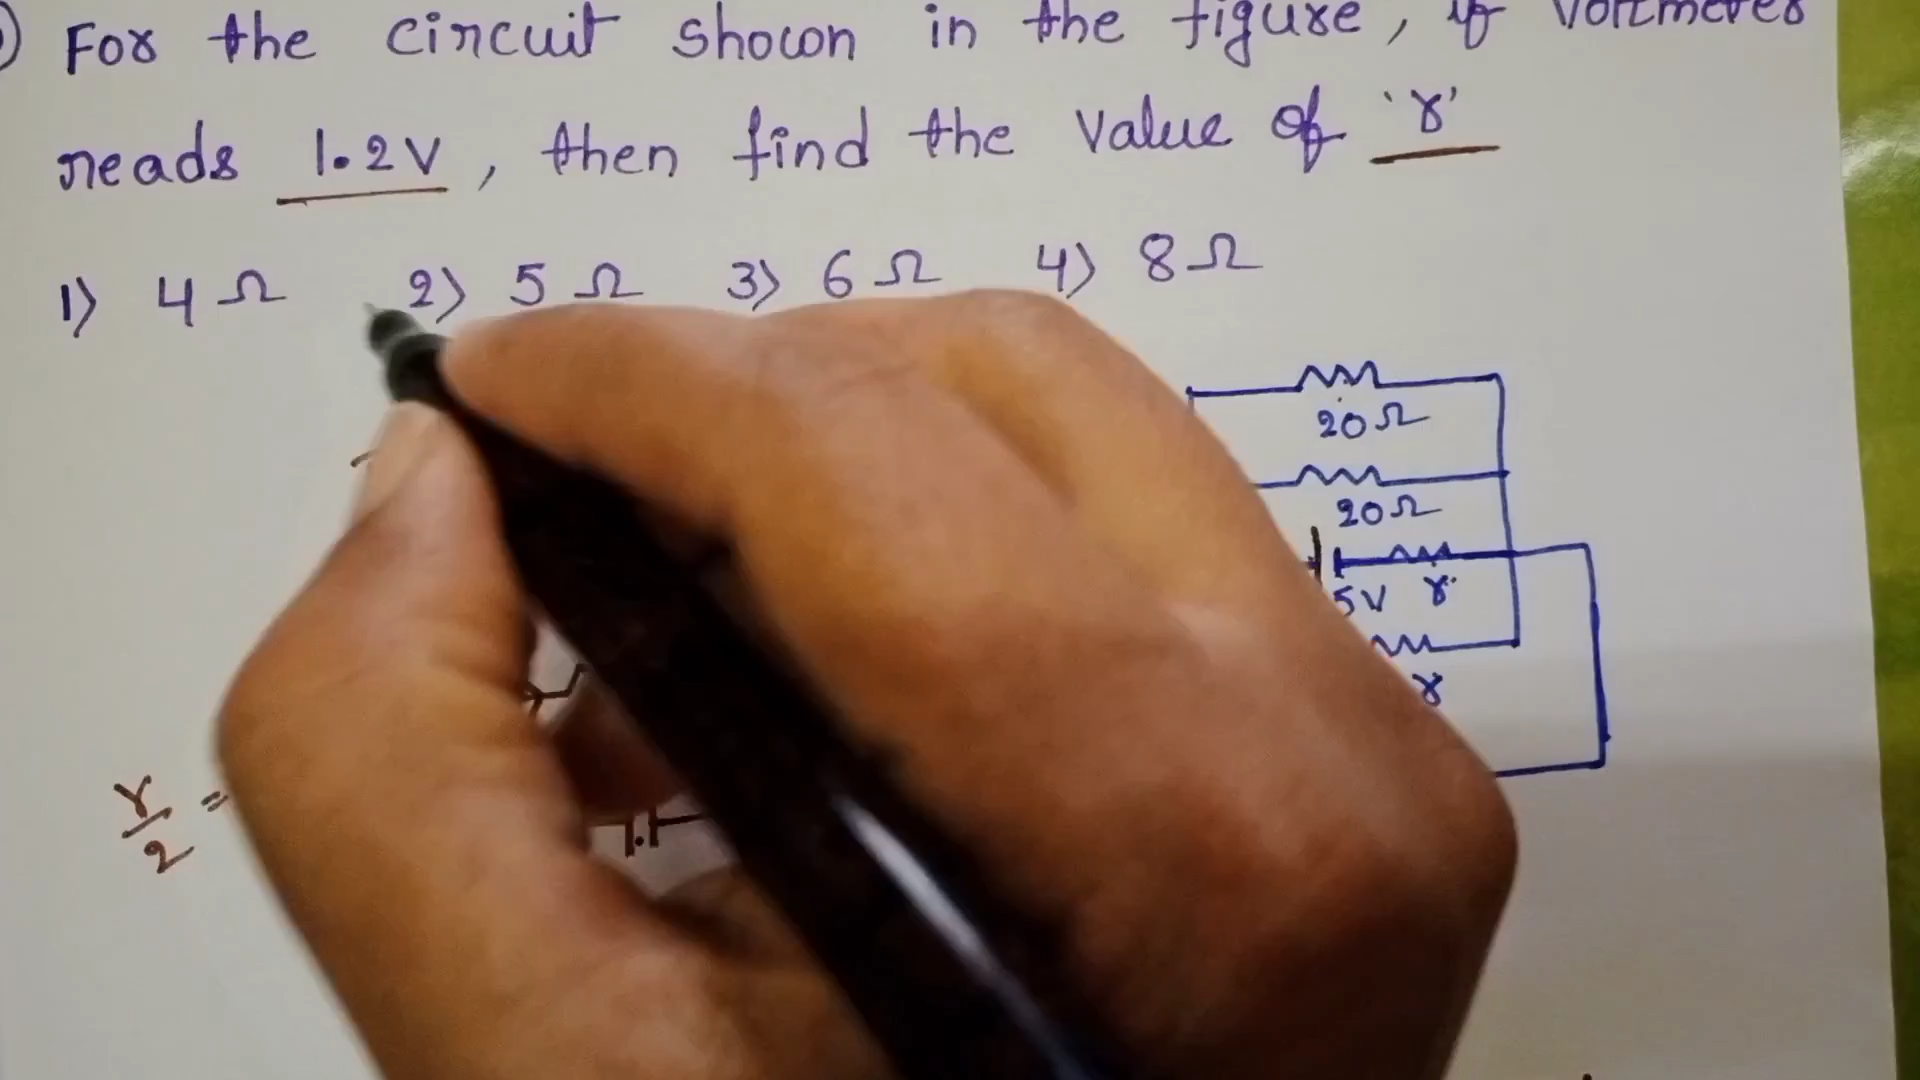 For the circuit shown in the figure, if voltmeter
reads 1.2V, then find the value of 'r'
1) 4Ω 2) 5Ω 3) 6Ω 4) 8Ω
20Ω
20Ω
5V r
r
r/2 =